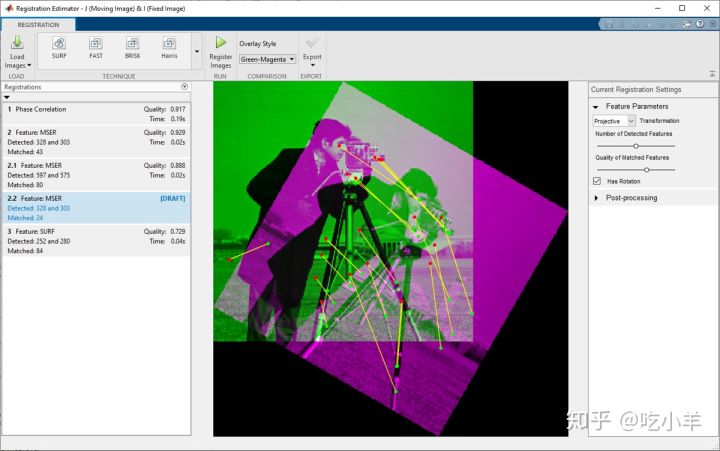 Registration Estimator - J (Moving Image) & I (Fixed Image)
REGISTRATION
Load
Images
SURF
FAST
BRISK
Harris
Register
Images
Overlay Style
Green-Magenta
Export
LOAD
TECHNIQUE
RUN
COMPARISON
EXPORT
Registrations
1 Phase Correlation Quality: 0.917
Time: 0.19s
2 Feature: MSER Quality: 0.929
Detected: 328 and 303 Time: 0.02s
Matched: 43
2.1 Feature: MSER Quality: 0.888
Detected: 597 and 575 Time: 0.02s
Matched: 80
2.2 Feature: MSER [DRAFT]
Detected: 328 and 303
Matched: 24
3 Feature: SURF Quality: 0.729
Detected: 252 and 280 Time: 0.04s
Matched: 84
Current Registration Settings
Feature Parameters
Projective Transformation
Number of Detected Features
Quality of Matched Features
Has Rotation
Post-processing
知乎 @吃小羊